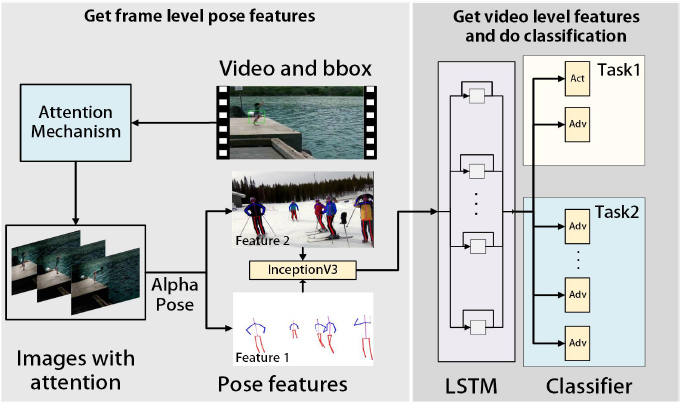 Get frame level pose features
Get video level features
and do classification
Video and bbox
Attention
Mechanism
Feature 2
InceptionV3
Alpha
Pose
Feature 1
Images with
attention
Pose features
Task1
Act
Adv
Task2
Adv
Adv
Adv
LSTM
Classifier